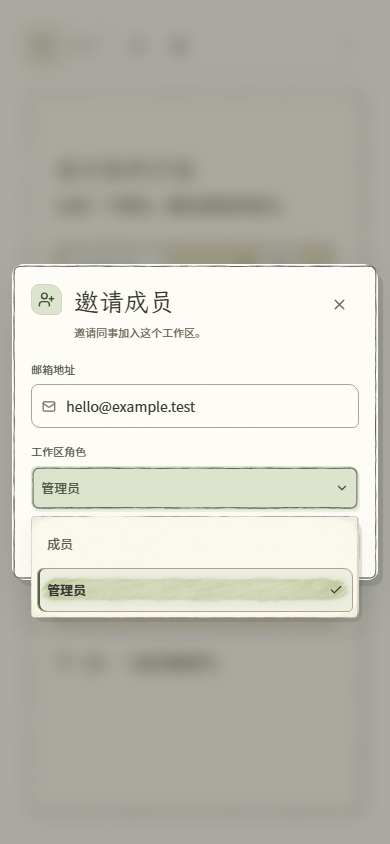 邀请成员
邀请同事加入这个工作区。
邮箱地址
hello@example.test
工作区角色
管理员
成员
管理员